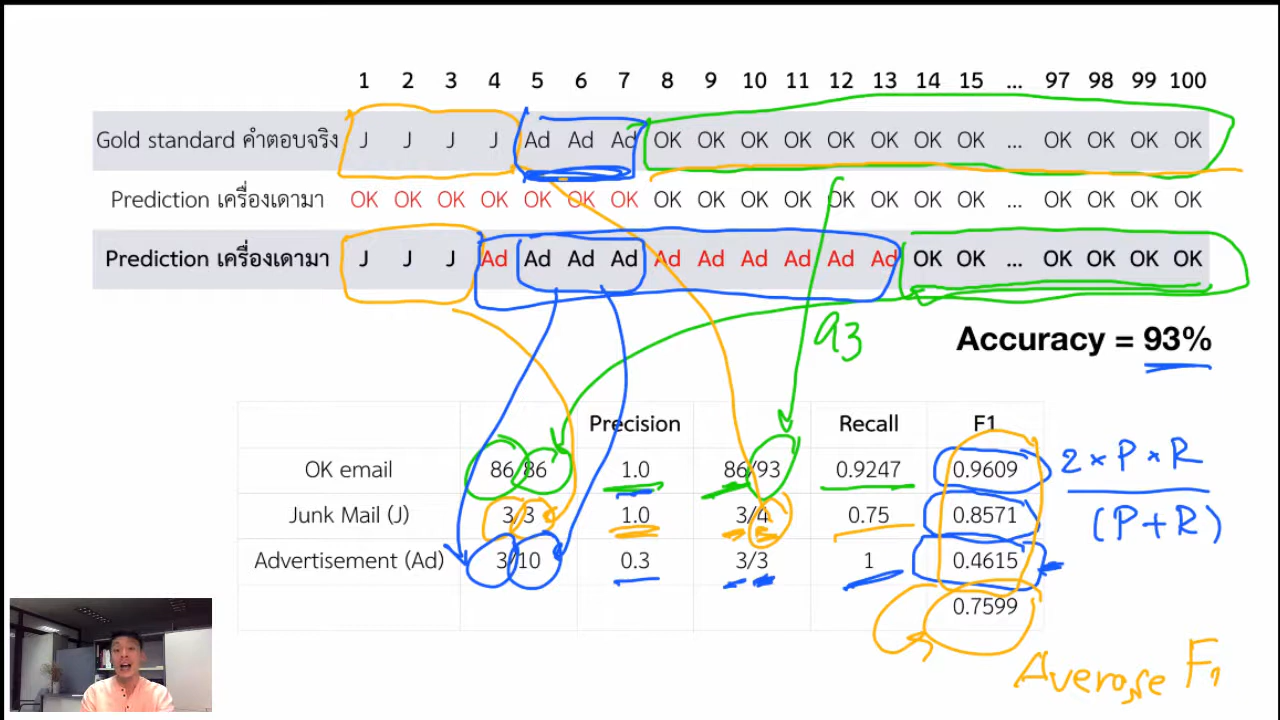 1 2 3 4 5 6 7 8 9 10 11 12 13 14 15 ... 97 98 99 100
Gold standard คำตอบจริง J J J J Ad Ad Ad OK OK OK OK OK OK OK OK ... OK OK OK OK
Prediction เครื่องเดามา OK OK OK OK OK OK OK OK OK OK OK OK OK OK OK ... OK OK OK OK
Prediction เครื่องเดามา J J J Ad Ad Ad Ad Ad Ad Ad Ad Ad Ad OK OK ... OK OK OK OK
93
Accuracy = 93%
Precision Recall F1
OK email 86/86 1.0 86/93 0.9247 0.9609
Junk Mail (J) 3/3 1.0 3/4 0.75 0.8571
Advertisement (Ad) 3/10 0.3 3/3 1 0.4615
0.7599
2 × P × R
(P + R)
Average F1